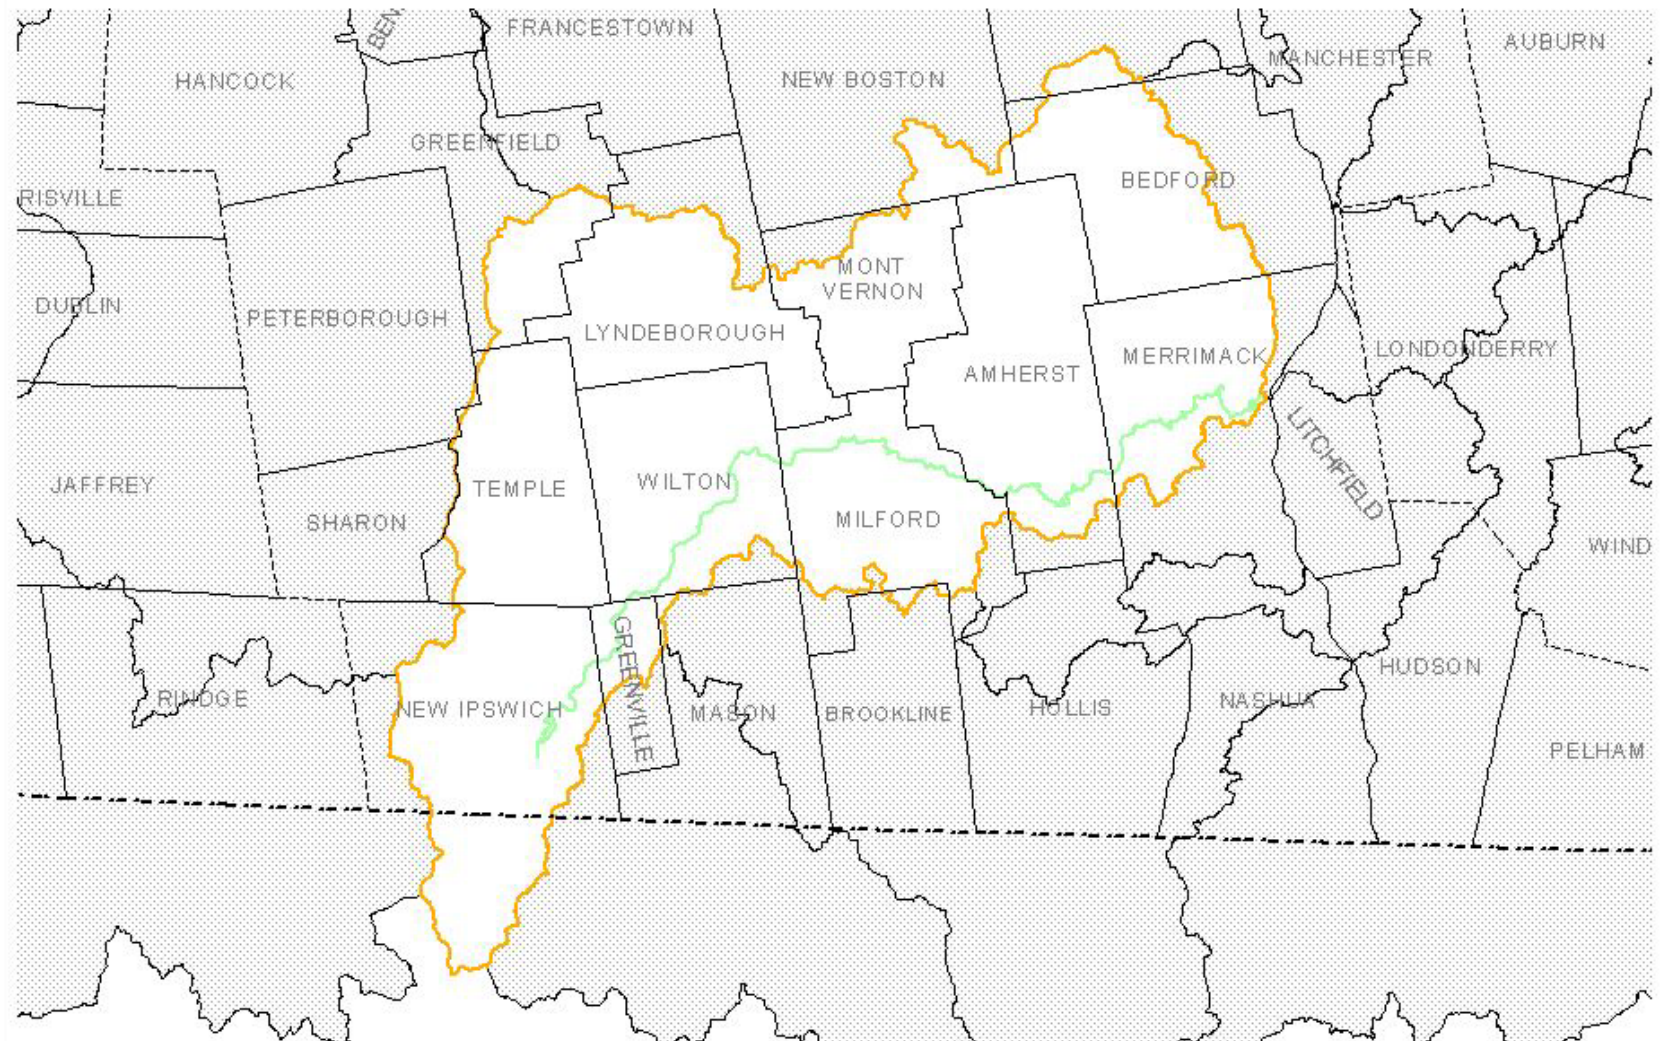 BEN
FRANCESTOWN
AUBURN
MANCHESTER
HANCOCK
NEW BOSTON
GREENFIELD
BEDFORD
RISVILLE
MONT
VERNON
DUBLIN
PETERBOROUGH
LYNDEBOROUGH
MERRIMACK
LONDONDERRY
AMHERST
JAFFREY
TEMPLE
WILTON
LITCHFIELD
SHARON
MILFORD
WIND
GREENVILLE
HUDSON
RINDGE
NEW IPSWICH
MASON
BROOKLINE
HOLLIS
NASHUA
PELHAM